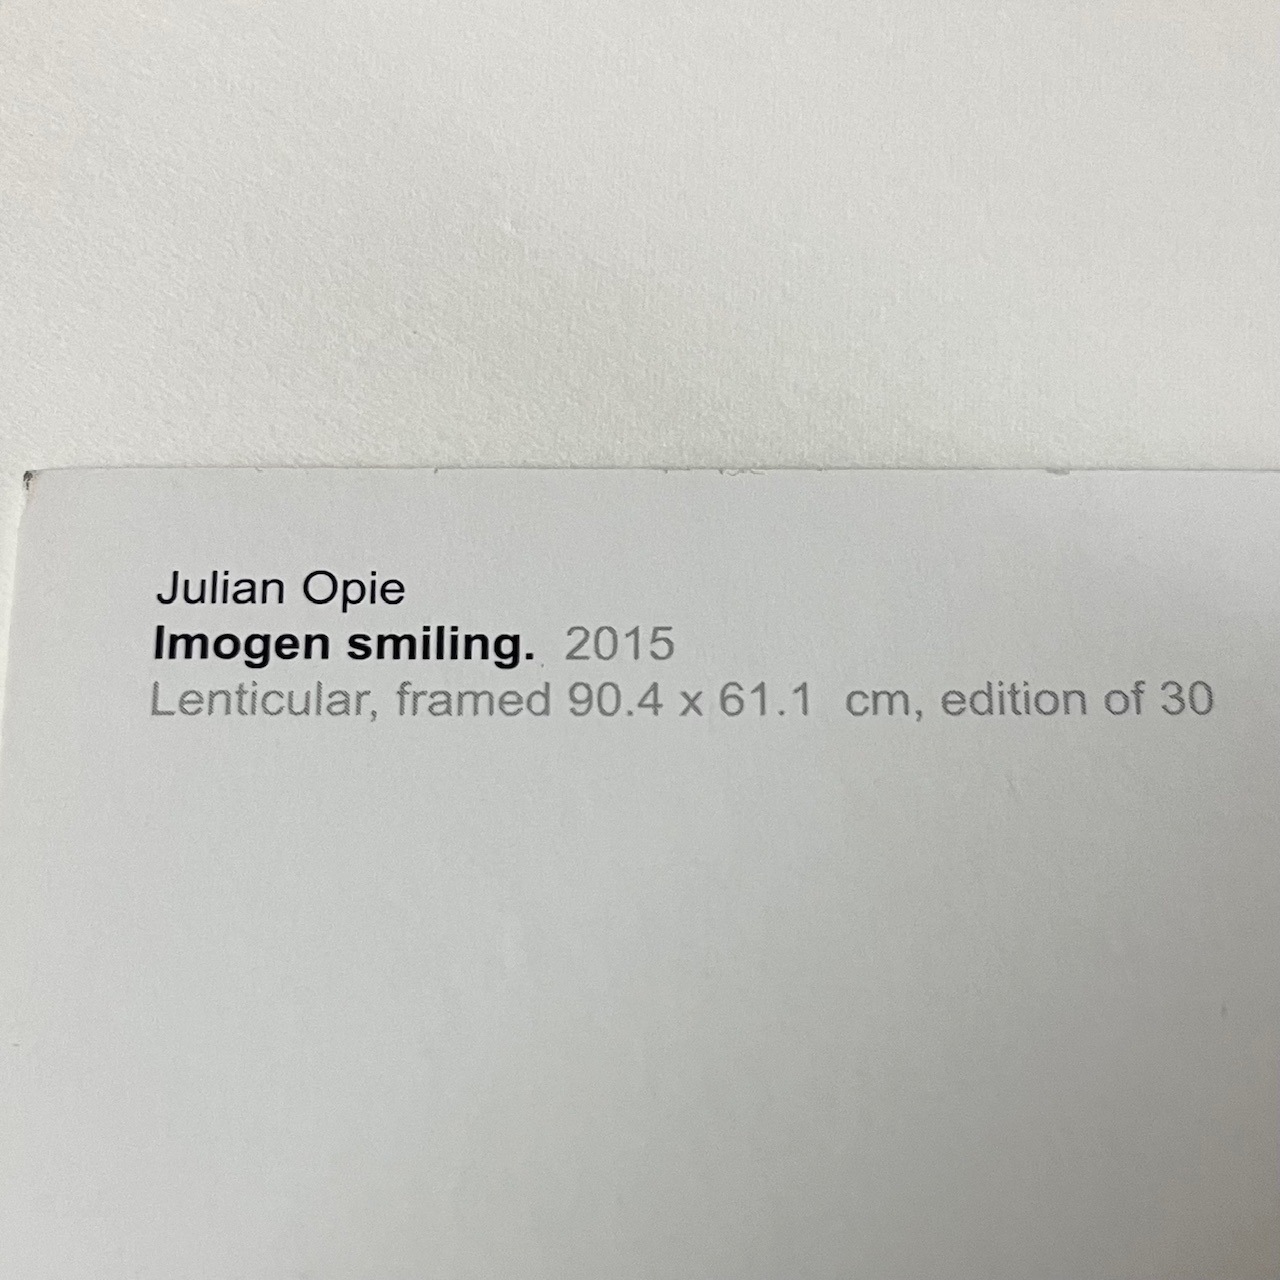 Julian Opie
Imogen smiling. 2015
Lenticular, framed 90.4 x 61.1 cm, edition of 30